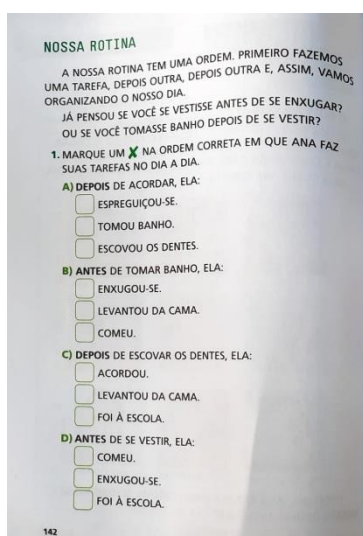 NOSSA ROTINA
A NOSSA ROTINA TEM UMA ORDEM. PRIMEIRO FAZEMOS
UMA TAREFA, DEPOIS OUTRA, DEPOIS OUTRA E, ASSIM, VAMOS
ORGANIZANDO O NOSSO DIA.
JÁ PENSOU SE VOCÊ SE VESTISSE ANTES DE SE ENXUGAR?
OU SE VOCÊ TOMASSE BANHO DEPOIS DE SE VESTIR?
1. MARQUE UM X NA ORDEM CORRETA EM QUE ANA FAZ
SUAS TAREFAS NO DIA A DIA.
A) DEPOIS DE ACORDAR, ELA:
ESPREGUIÇOU-SE.
TOMOU BANHO.
ESCOVOU OS DENTES.
B) ANTES DE TOMAR BANHO, ELA:
ENXUGOU-SE.
LEVANTOU DA CAMA.
COMEU.
C) DEPOIS DE ESCOVAR OS DENTES, ELA:
ACORDOU.
LEVANTOU DA CAMA.
FOI À ESCOLA.
D) ANTES DE SE VESTIR, ELA:
COMEU.
ENXUGOU-SE.
FOI À ESCOLA.
142